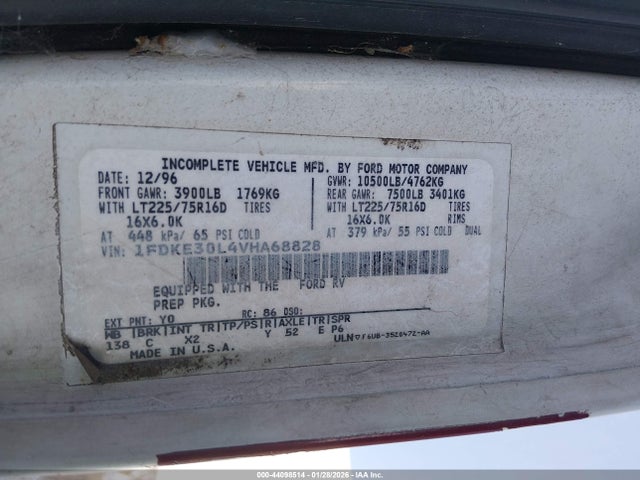 INCOMPLETE VEHICLE MFD. BY FORD MOTOR COMPANY
DATE: 12/96 GVWR: 10500LB/4762KG
FRONT GAWR: 3900LB 1769KG REAR GAWR: 7500LB 3401KG
WITH LT225/75R16D TIRES WITH LT225/75R16D TIRES
16X6.0K 16X6.0K RIMS
AT 448 kPa/ 65 PSI COLD AT 379 kPa/ 55 PSI COLD DUAL
VIN: 1FDKE30L4VHA68828
EQUIPPED WITH THE FORD RV
PREP PKG.
EXT PNT: YO RC: 86 DSO:
WB |BRK|INT TR|TP/PS|R|AXLE|TR|SPR
138 C X2 Y 52 E P6
MADE IN U.S.A. ULN
000-44098514 | 01/28/2026 - IAA